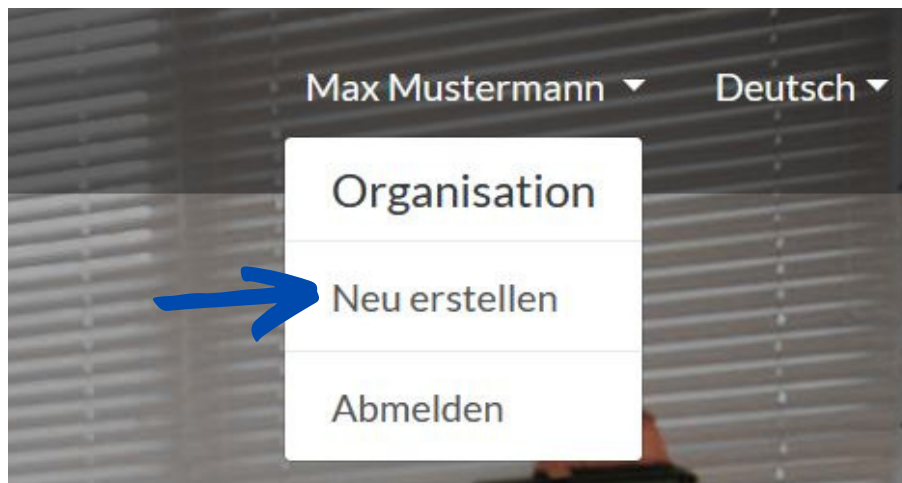 Max Mustermann Deutsch
Organisation
Neu erstellen
Abmelden